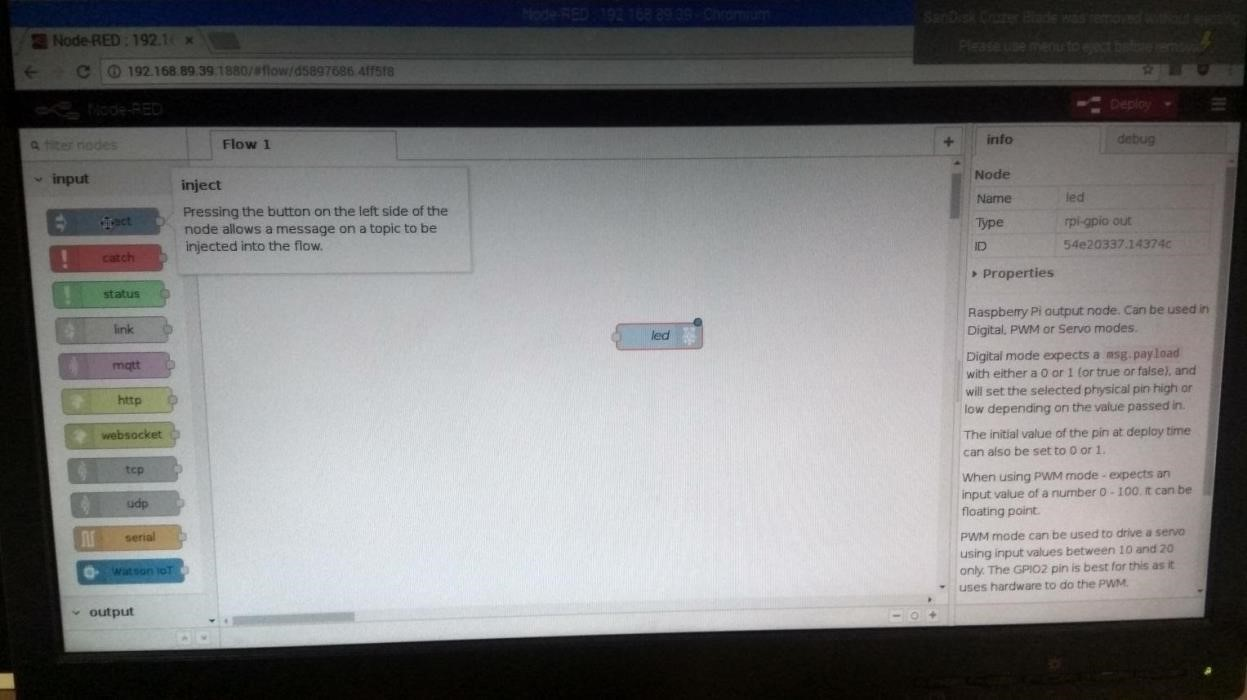 Node-RED : 192.168.89.39 - Chromium
SanDisk Cruzer Blade was removed without ejecting
Please use menu to eject before removal
Node-RED : 192.1
192.168.89.39:1880/#flow/d5897686.4ff5f8
Node-RED
Deploy
filter nodes
Flow 1
info
debug
input
inject
Pressing the button on the left side of the
node allows a message on a topic to be
injected into the flow.
catch
status
link
mqtt
http
websocket
tcp
udp
serial
Watson IoT
output
led
Node
Name led
Type rpi-gpio out
ID 54e20337.14374c
Properties
Raspberry Pi output node. Can be used in
Digital, PWM or Servo modes.
Digital mode expects a msg.payload
with either a 0 or 1 (or true or false), and
will set the selected physical pin high or
low depending on the value passed in.
The initial value of the pin at deploy time
can also be set to 0 or 1.
When using PWM mode - expects an
input value of a number 0 - 100. It can be
floating point.
PWM mode can be used to drive a servo
using input values between 10 and 20
only. The GPIO2 pin is best for this as it
uses hardware to do the PWM.